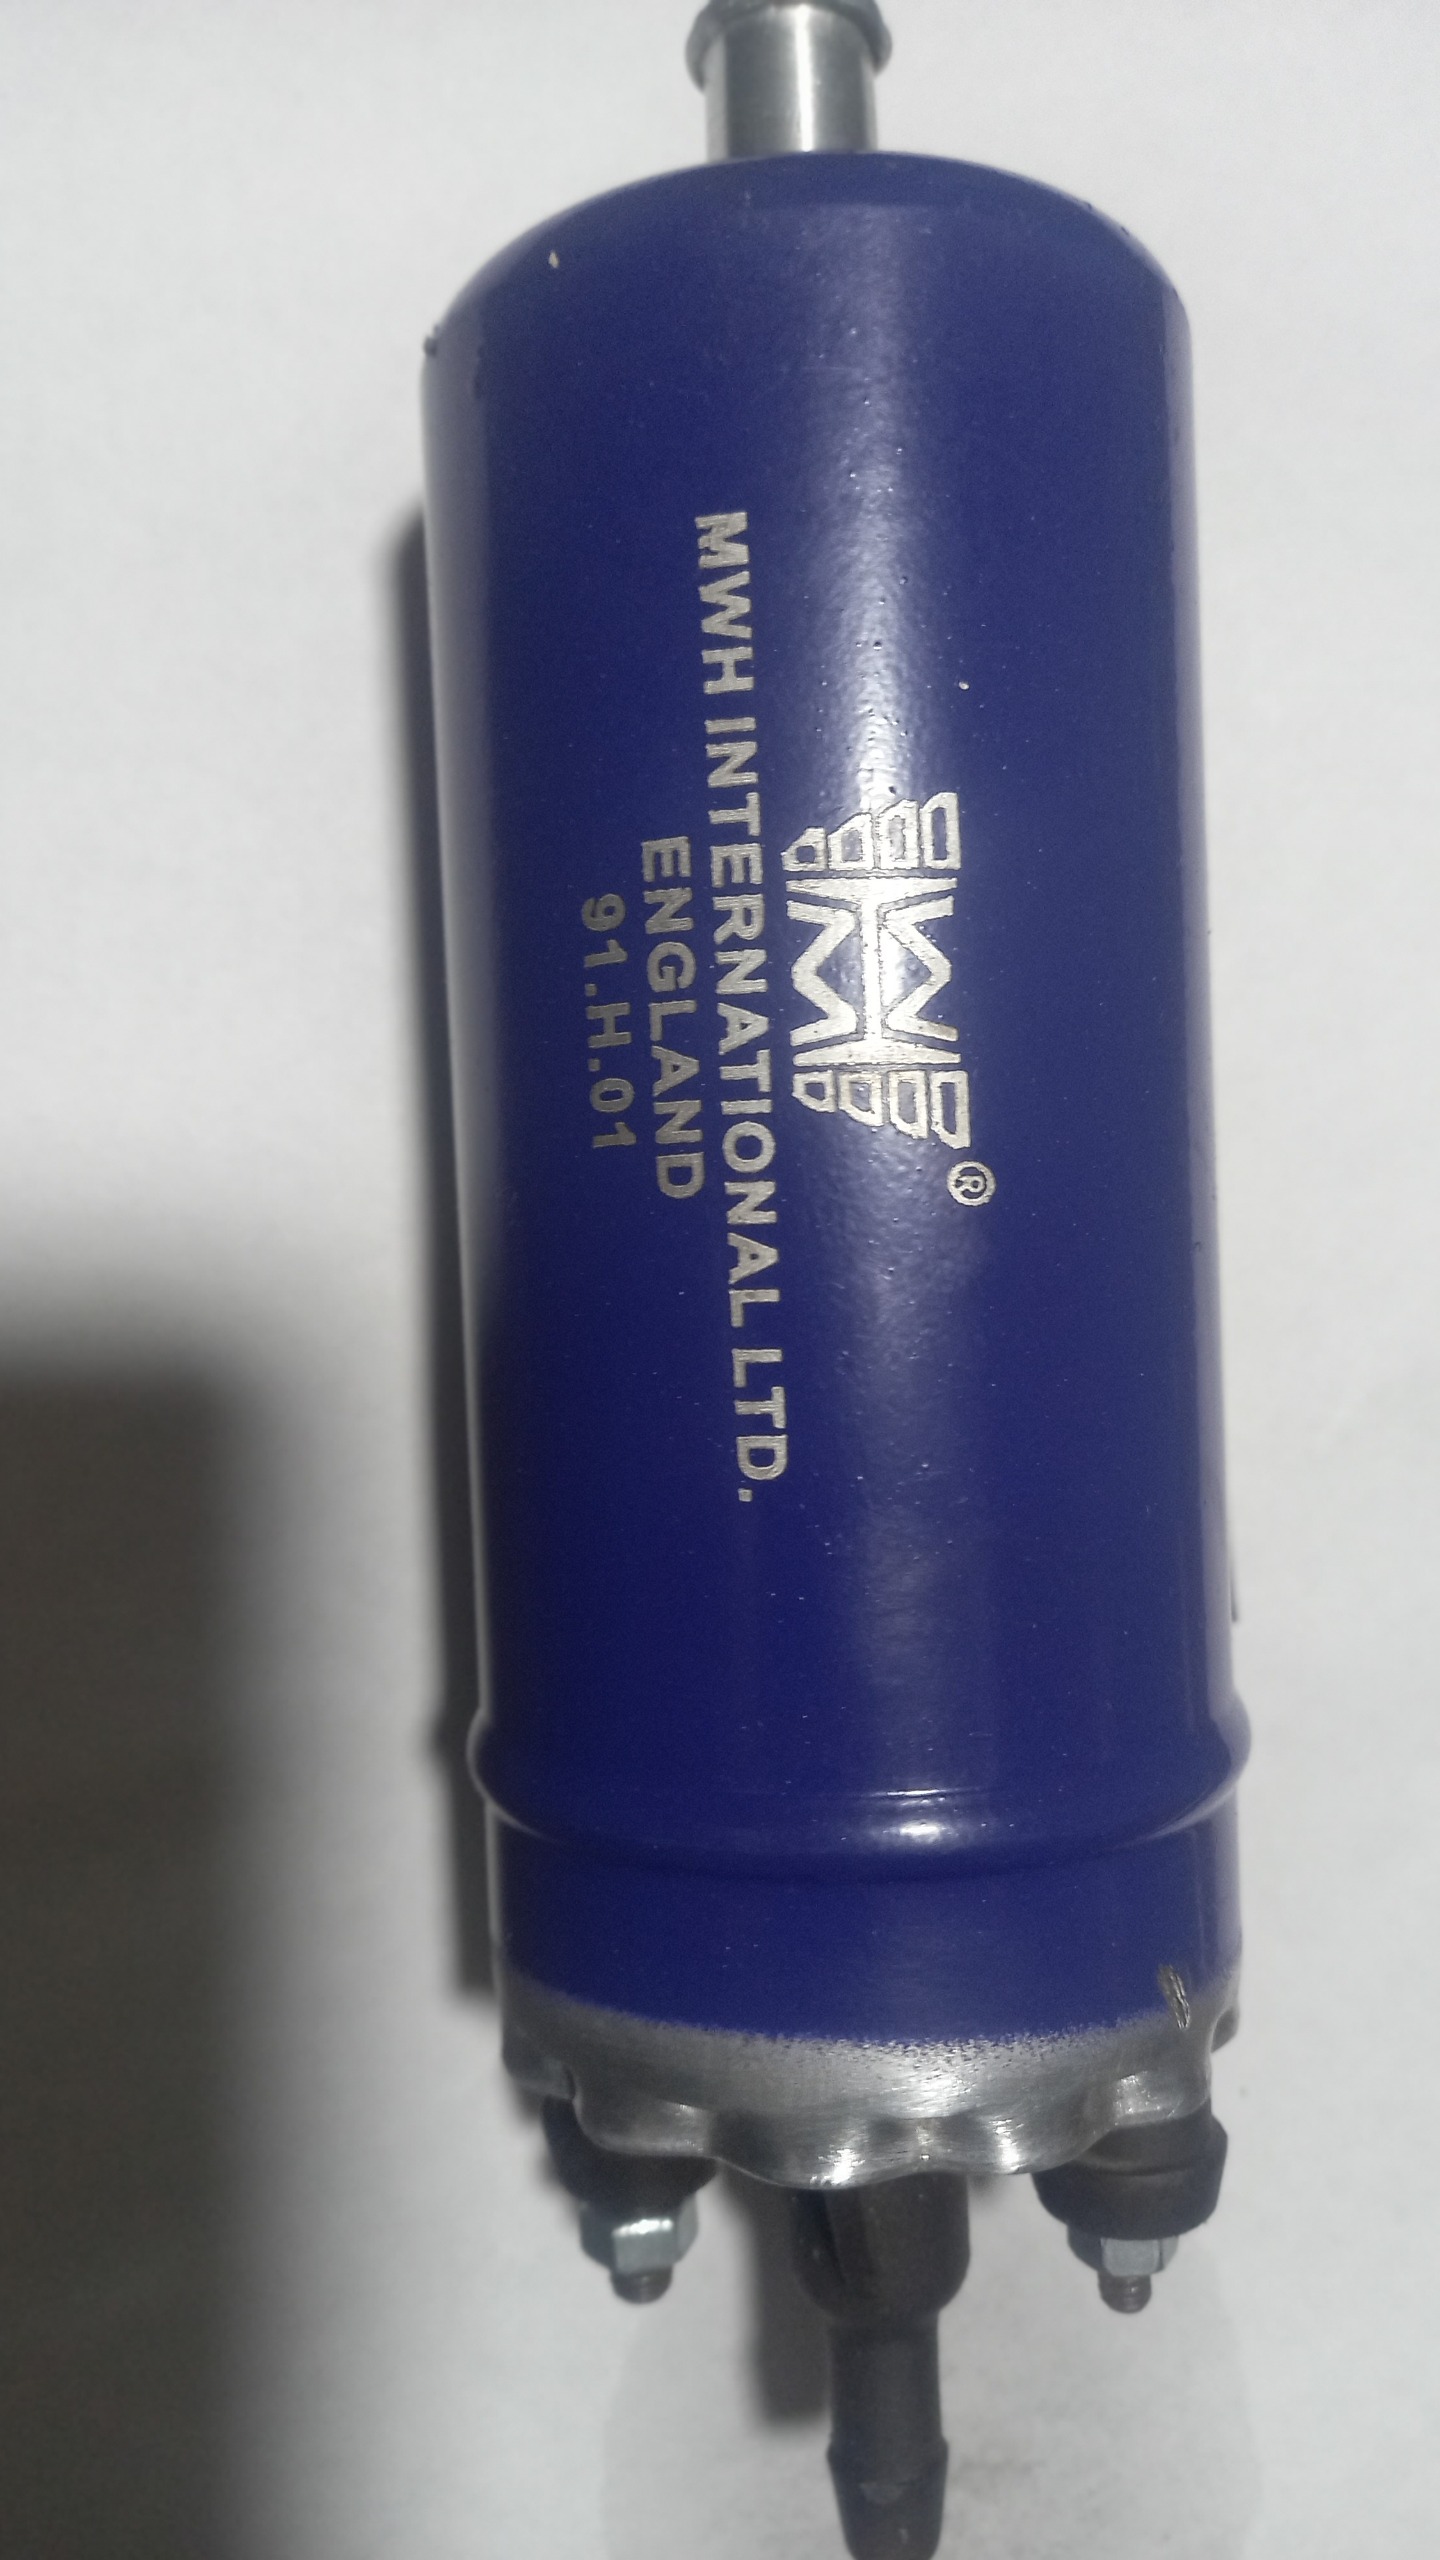 ®
MWH INTERNATIONAL LTD.
ENGLAND
91.H.01